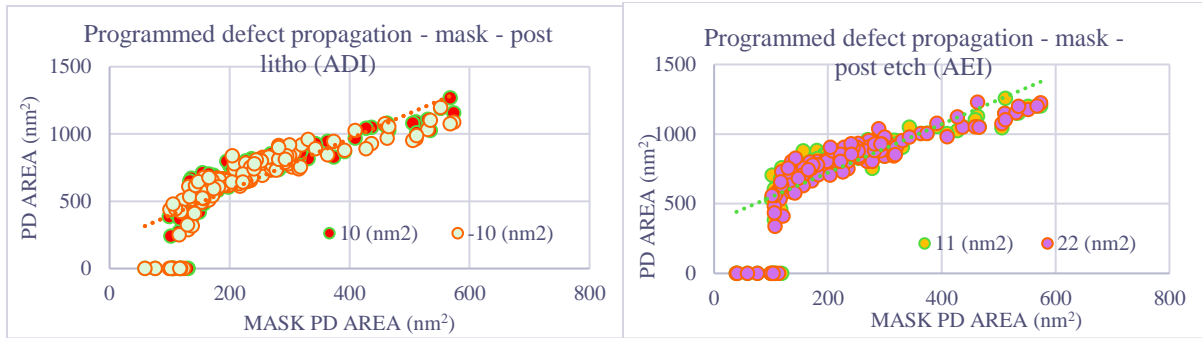 Programmed defect propagation - mask - post
litho (ADI)
1500
1000
500
0
0
200
400
600
800
PD AREA (nm²)
MASK PD AREA (nm²)
10 (nm2)
-10 (nm2)
Programmed defect propagation - mask -
post etch (AEI)
1500
1000
500
0
0
200
400
600
800
PD AREA (nm²)
MASK PD AREA (nm²)
11 (nm2)
22 (nm2)